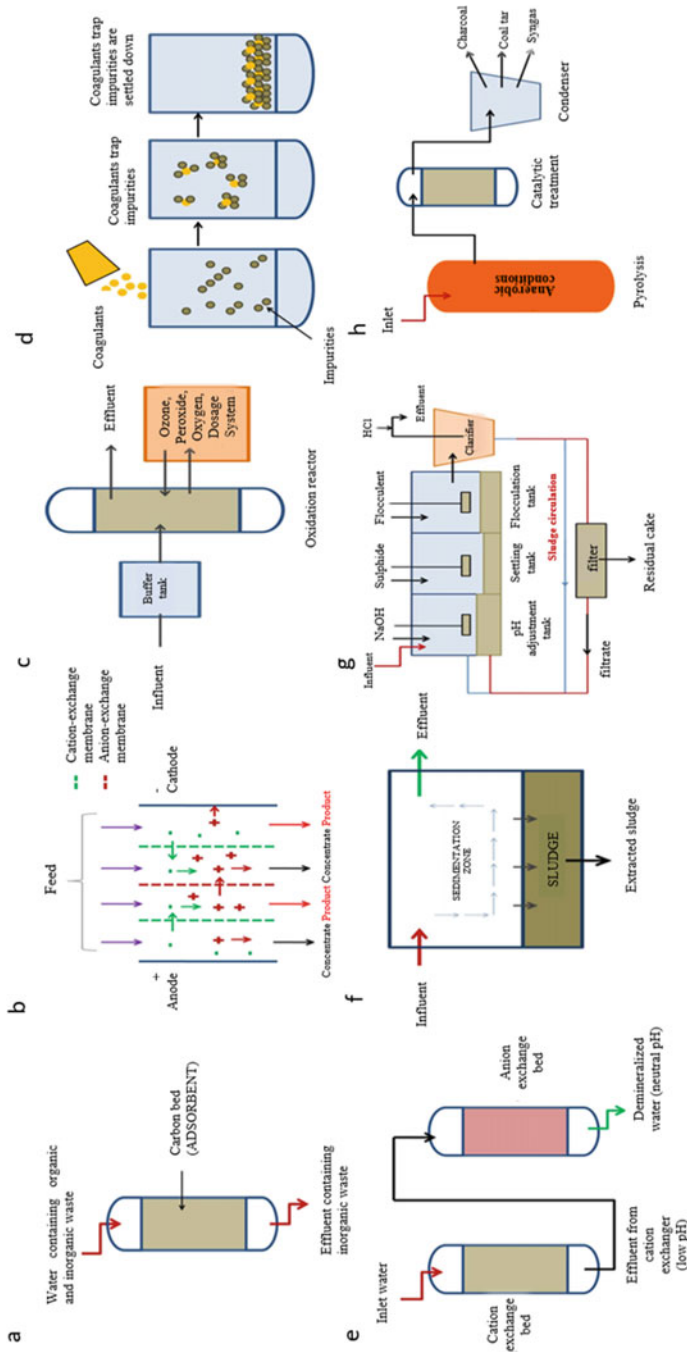 a
Water containing organic
and inorganic waste
Carbon bed
(ADSORBENT)
Effluent containing
inorganic waste
b
Feed
Cation-exchange
membrane
Anion-exchange
membrane
+
Anode
-
Cathode
Concentrate Product Concentrate Product
c
Influent
Buffer
tank
Effluent
Ozone,
Peroxide,
Oxygen,
Dosage
System
Oxidation reactor
d
Coagulants
Impurities
Coagulants trap
impurities
Coagulants trap
impurities are
settled down
e
Inlet water
Cation
exchange
bed
Effluent from
cation
exchanger
(low pH)
Anion
exchange
bed
Demineralized
water (neutral pH)
f
Influent
Effluent
SEDIMENTATION
ZONE
SLUDGE
Extracted sludge
g
Influent
NaOH
Sulphide
Flocculent
HCl
Effluent
Clarifier
pH
adjustment
tank
Settling
tank
Flocculation
tank
Sludge circulation
filter
filtrate
Residual cake
h
Inlet
Anaerobic
conditions
Pyrolysis
Catalytic
treatment
Condenser
Charcoal
Coal tar
Syngas